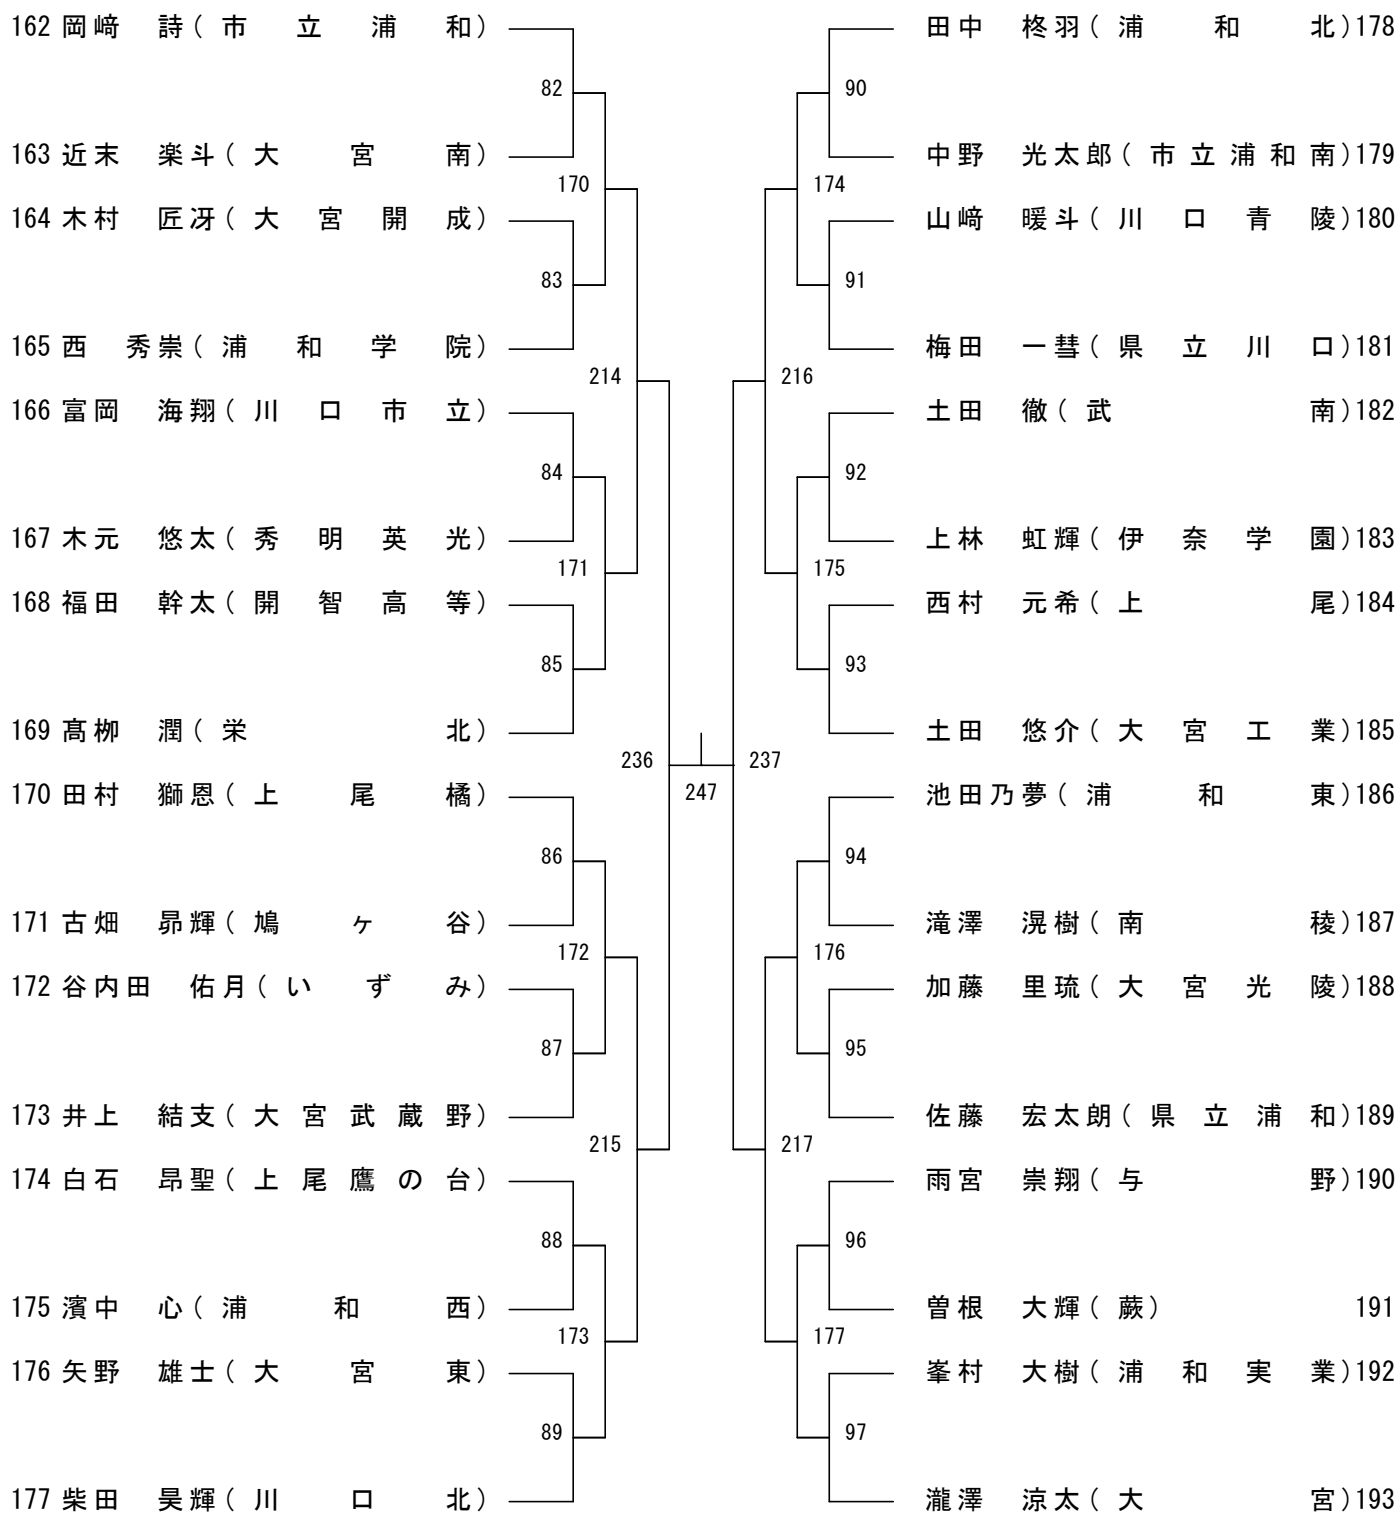 162 岡﨑 詩(市立浦和)
82
163 近末 楽斗(大宮南)
170
164 木村 匠冴(大宮開成)
83
165 西 秀崇(浦和学院)
214
166 富岡 海翔(川口市立)
84
167 木元 悠太(秀明英光)
171
168 福田 幹太(開智高等)
85
169 髙栁 潤(栄北)
236
170 田村 獅恩(上尾橘)
86
171 古畑 昴輝(鳩ヶ谷)
172
172 谷内田 佑月(いずみ)
87
173 井上 結支(大宮武蔵野)
215
174 白石 昂聖(上尾鷹の台)
88
175 濱中 心(浦和西)
173
176 矢野 雄士(大宮東)
89
177 柴田 昊輝(川口北)
247
田中 柊羽(浦和北)178
90
中野 光太郎(市立浦和南)179
174
山﨑 暖斗(川口青陵)180
91
梅田 一彗(県立川口)181
216
土田 徹(武南)182
92
上林 虹輝(伊奈学園)183
175
西村 元希(上尾)184
93
土田 悠介(大宮工業)185
237
池田乃夢(浦和東)186
94
滝澤 滉樹(南稜)187
176
加藤 里琉(大宮光陵)188
95
佐藤 宏太朗(県立浦和)189
217
雨宮 崇翔(与野)190
96
曽根 大輝(蕨) 191
177
峯村 大樹(浦和実業)192
97
瀧澤 涼太(大宮)193